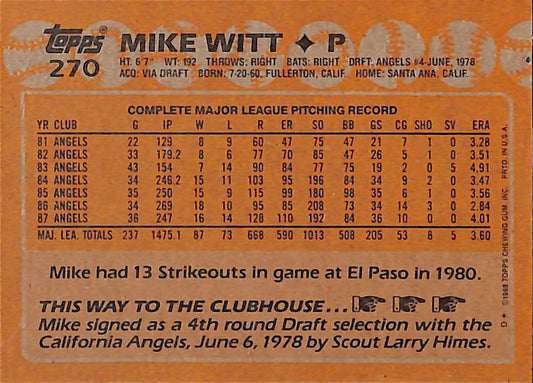 topps MIKE WITT ✦ P
270 HT: 6'7" WT: 192 THROWS: RIGHT BATS: RIGHT DRFT: ANGELS #4-JUNE, 1978
ACQ: VIA DRAFT BORN: 7-20-60, FULLERTON, CALIF. HOME: SANTA ANA, CALIF.
COMPLETE MAJOR LEAGUE PITCHING RECORD
YR CLUB G IP W L R ER SO BB GS CG SHO SV ERA
81 ANGELS 22 129 8 9 60 47 75 47 21 7 1 0 3.28
82 ANGELS 33 179.2 8 6 77 70 85 47 26 5 1 0 3.51
83 ANGELS 43 154 7 14 90 84 77 75 19 2 0 5 4.91
84 ANGELS 34 246.2 15 11 103 95 196 84 34 9 2 0 3.47
85 ANGELS 35 250 15 9 115 99 180 98 35 6 1 0 3.56
86 ANGELS 34 269 18 10 95 85 208 73 34 14 3 0 2.84
87 ANGELS 36 247 16 14 128 110 192 84 36 10 0 0 4.01
MAJ. LEA. TOTALS 237 1475.1 87 73 668 590 1013 508 205 53 8 5 3.60
Mike had 13 Strikeouts in game at El Paso in 1980.
THIS WAY TO THE CLUBHOUSE...
Mike signed as a 4th round Draft selection with the
California Angels, June 6, 1978 by Scout Larry Himes.
D* ©1988 TOPPS CHEWING GUM, INC. PRTD. IN U.S.A.